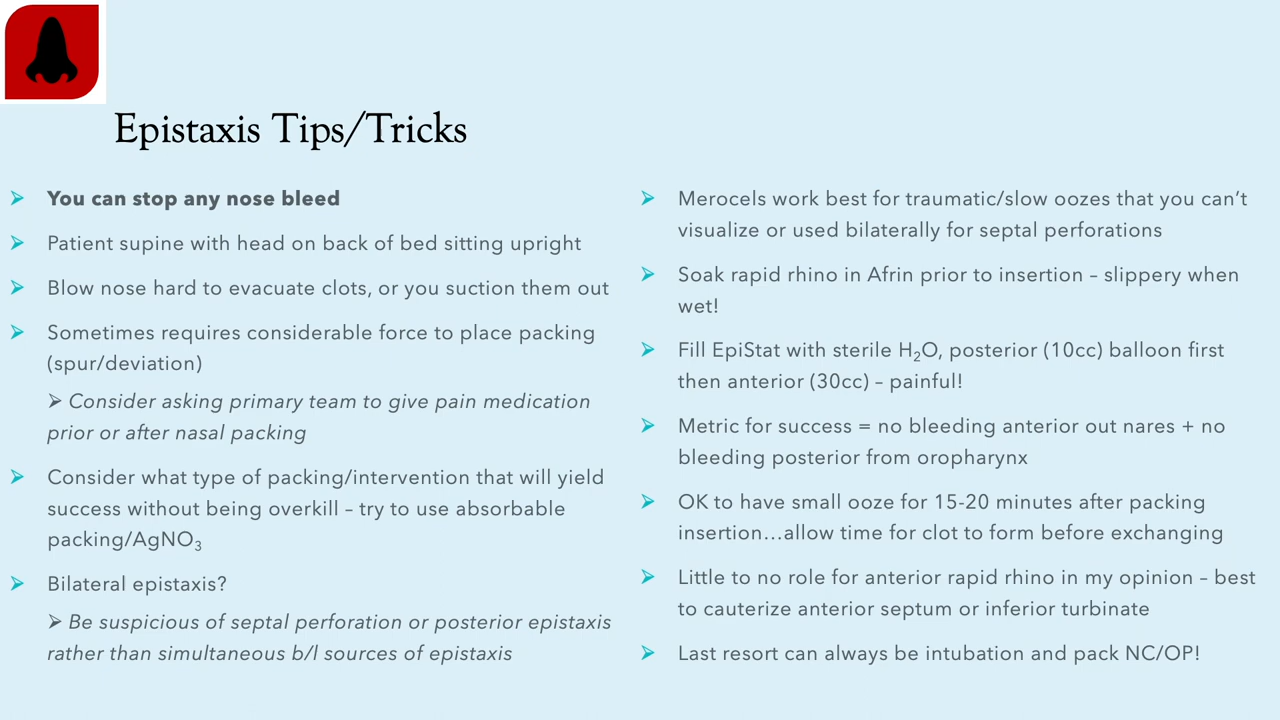 Epistaxis Tips/Tricks
➢ You can stop any nose bleed
➢ Patient supine with head on back of bed sitting upright
➢ Blow nose hard to evacuate clots, or you suction them out
➢ Sometimes requires considerable force to place packing
(spur/deviation)
➢ Consider asking primary team to give pain medication
prior or after nasal packing
➢ Consider what type of packing/intervention that will yield
success without being overkill – try to use absorbable
packing/AgNO₃
➢ Bilateral epistaxis?
➢ Be suspicious of septal perforation or posterior epistaxis
rather than simultaneous b/l sources of epistaxis
➢ Merocels work best for traumatic/slow oozes that you can’t
visualize or used bilaterally for septal perforations
➢ Soak rapid rhino in Afrin prior to insertion – slippery when
wet!
➢ Fill EpiStat with sterile H₂O, posterior (10cc) balloon first
then anterior (30cc) – painful!
➢ Metric for success = no bleeding anterior out nares + no
bleeding posterior from oropharynx
➢ OK to have small ooze for 15-20 minutes after packing
insertion…allow time for clot to form before exchanging
➢ Little to no role for anterior rapid rhino in my opinion – best
to cauterize anterior septum or inferior turbinate
➢ Last resort can always be intubation and pack NC/OP!